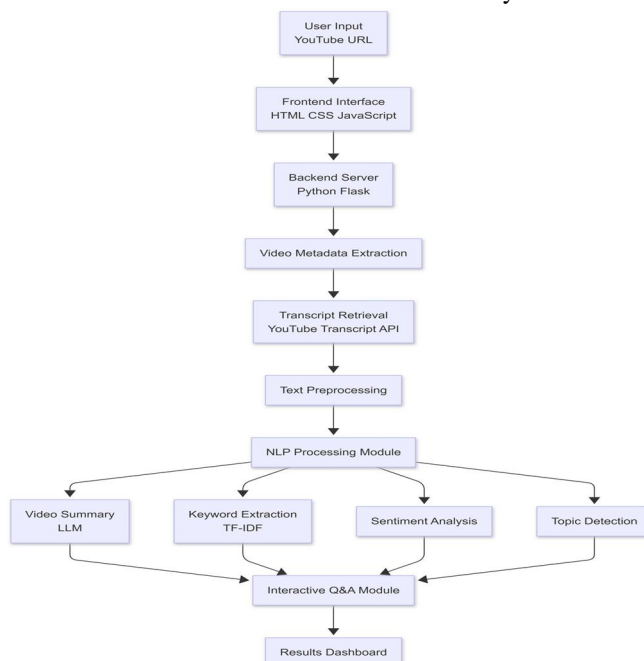 User Input
YouTube URL
Frontend Interface
HTML CSS JavaScript
Backend Server
Python Flask
Video Metadata Extraction
Transcript Retrieval
YouTube Transcript API
Text Preprocessing
NLP Processing Module
Video Summary
LLM
Keyword Extraction
TF-IDF
Sentiment Analysis
Topic Detection
Interactive Q&A Module
Results Dashboard